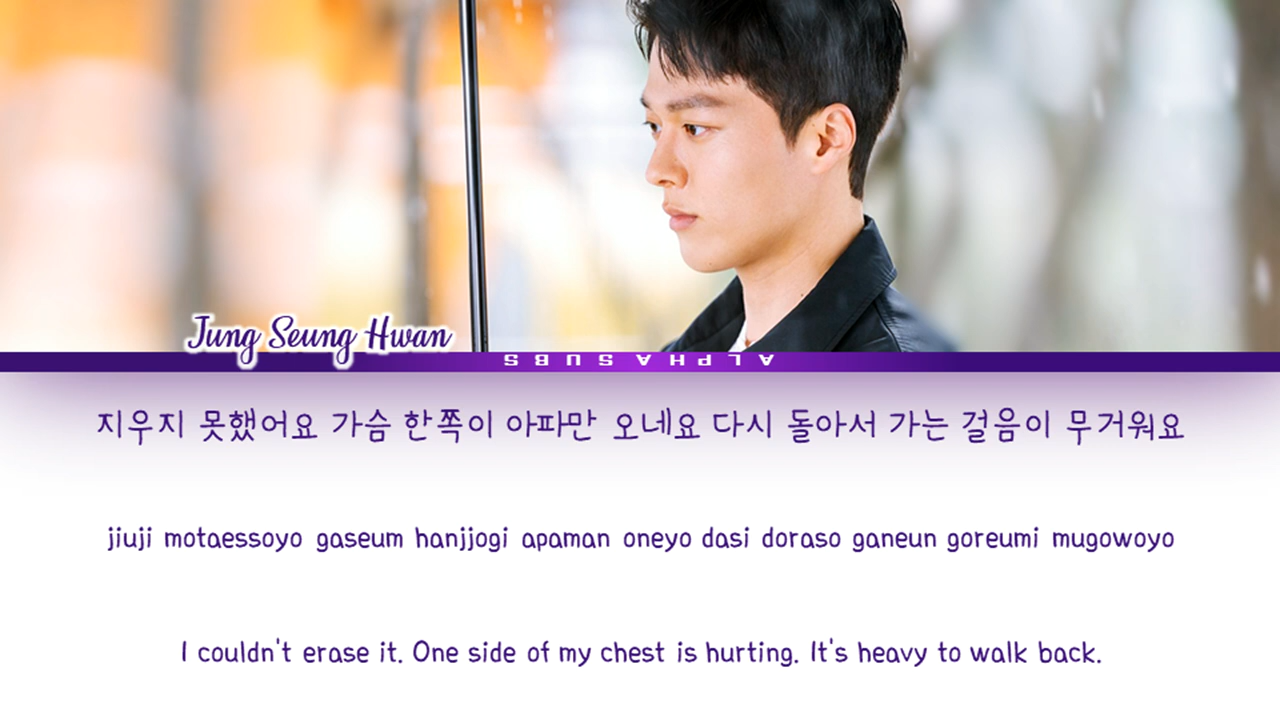 Jung Seung Hwan
ALPHASUBS
지우지 못했어요 가슴 한쪽이 아파만 오네요 다시 돌아서 가는 걸음이 무거워요
jiuji motaessoyo gaseum hanjjogi apaman oneyo dasi doraso ganeun goreumi mugowoyo
I couldn't erase it. One side of my chest is hurting. It's heavy to walk back.